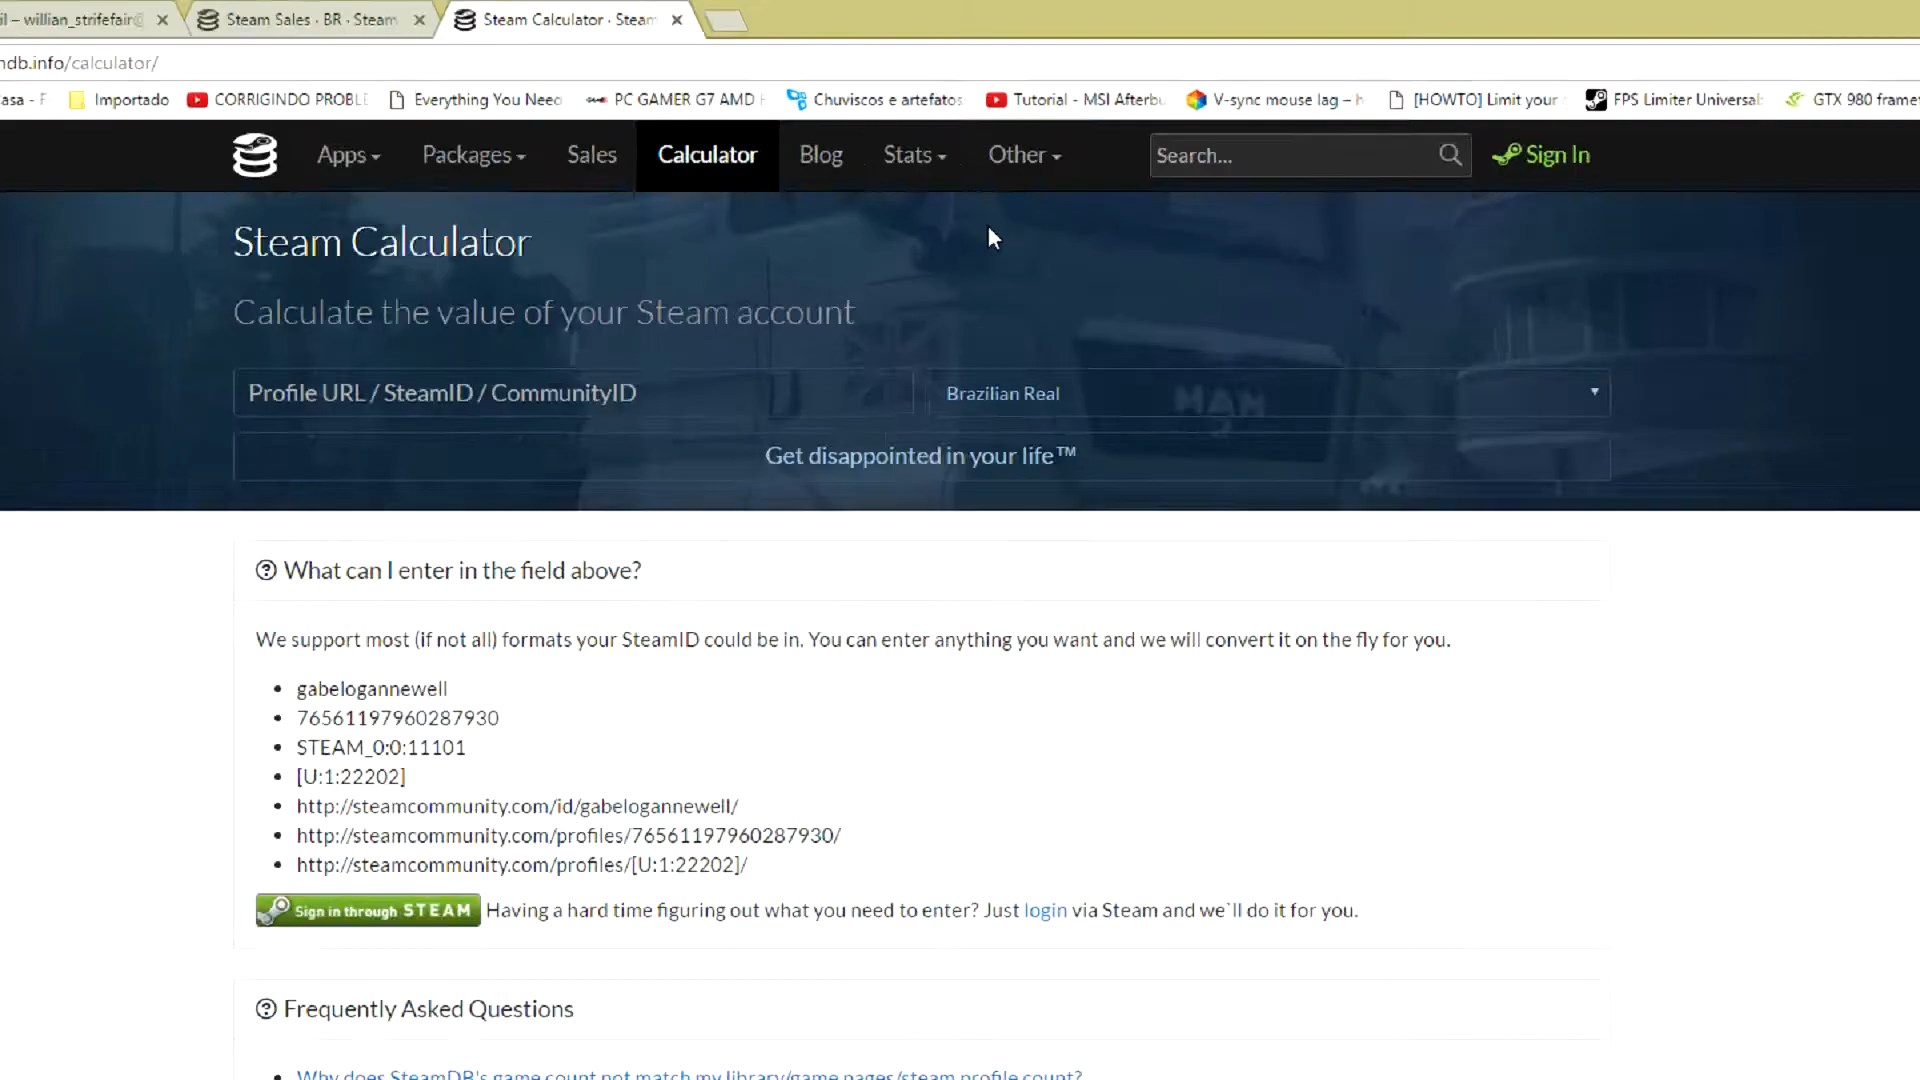 il – willian_strifefair@
Steam Sales · BR · Steam
Steam Calculator · Steam
ndb.info/calculator/
asa - F
Importado
CORRIGINDO PROBLE
Everything You Need
PC GAMER G7 AMD
Chuviscos e artefatos
Tutorial - MSI Afterbu
V-sync mouse lag – h
[HOWTO] Limit your
FPS Limiter Universal
GTX 980 framet
Apps Packages Sales Calculator Blog Stats Other Search... Sign In
Steam Calculator
Calculate the value of your Steam account
Profile URL / SteamID / CommunityID
Brazilian Real
MAN
Get disappointed in your life™
What can I enter in the field above?
We support most (if not all) formats your SteamID could be in. You can enter anything you want and we will convert it on the fly for you.
gabelogannewell
76561197960287930
STEAM_0:0:11101
[U:1:22202]
http://steamcommunity.com/id/gabelogannewell/
http://steamcommunity.com/profiles/76561197960287930/
http://steamcommunity.com/profiles/[U:1:22202]/
Sign in through STEAM Having a hard time figuring out what you need to enter? Just login via Steam and we`ll do it for you.
Frequently Asked Questions
Why does SteamDB's game count not match my library/game pages/steam profile count?